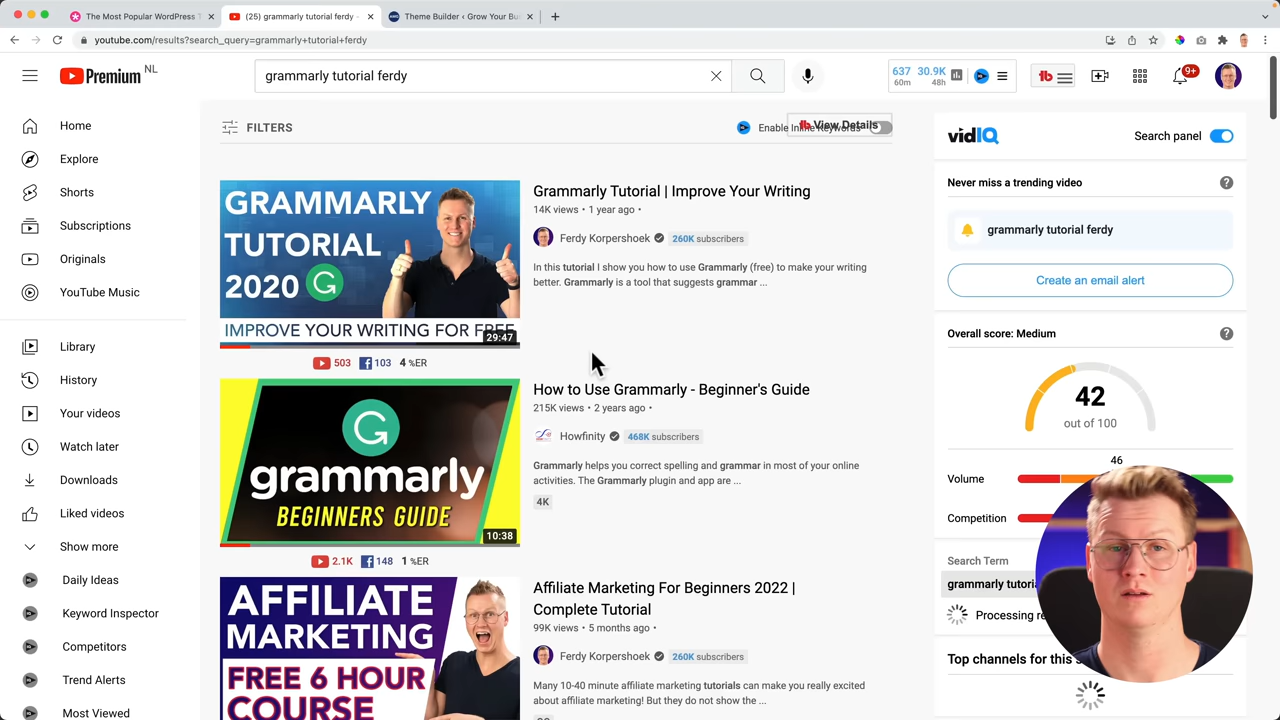 The Most Popular WordPress T
(25) grammarly tutorial ferdy -
Theme Builder ‹ Grow Your Bu
youtube.com/results?search_query=grammarly+tutorial+ferdy
Premium NL
grammarly tutorial ferdy
637 30.9K
60m 48h
9+
Home
Explore
Shorts
Subscriptions
Originals
YouTube Music
Library
History
Your videos
Watch later
Downloads
Liked videos
Show more
Daily Ideas
Keyword Inspector
Competitors
Trend Alerts
Most Viewed
FILTERS
Enable Inline Keywords
View Details
GRAMMARLY
TUTORIAL
2020
IMPROVE YOUR WRITING FOR FREE
29:47
503 103 4 %ER
Grammarly Tutorial | Improve Your Writing
14K views • 1 year ago •
Ferdy Korpershoek 260K subscribers
In this tutorial I show you how to use Grammarly (free) to make your writing
better. Grammarly is a tool that suggests grammar ...
grammarly
BEGINNERS GUIDE
10:38
2.1K 148 1 %ER
How to Use Grammarly - Beginner's Guide
215K views • 2 years ago •
Howfinity 468K subscribers
Grammarly helps you correct spelling and grammar in most of your online
activities. The Grammarly plugin and app are ...
4K
AFFILIATE
MARKETING
FREE 6 HOUR
COURSE
Affiliate Marketing For Beginners 2022 |
Complete Tutorial
99K views • 5 months ago •
Ferdy Korpershoek 260K subscribers
Many 10-40 minute affiliate marketing tutorials can make you really excited
about affiliate marketing! But they do not show the ...
vidIQ
Search panel
Never miss a trending video
grammarly tutorial ferdy
Create an email alert
Overall score: Medium
42
out of 100
46
Volume
Competition
Search Term
grammarly tutoria
Processing re
Top channels for this s